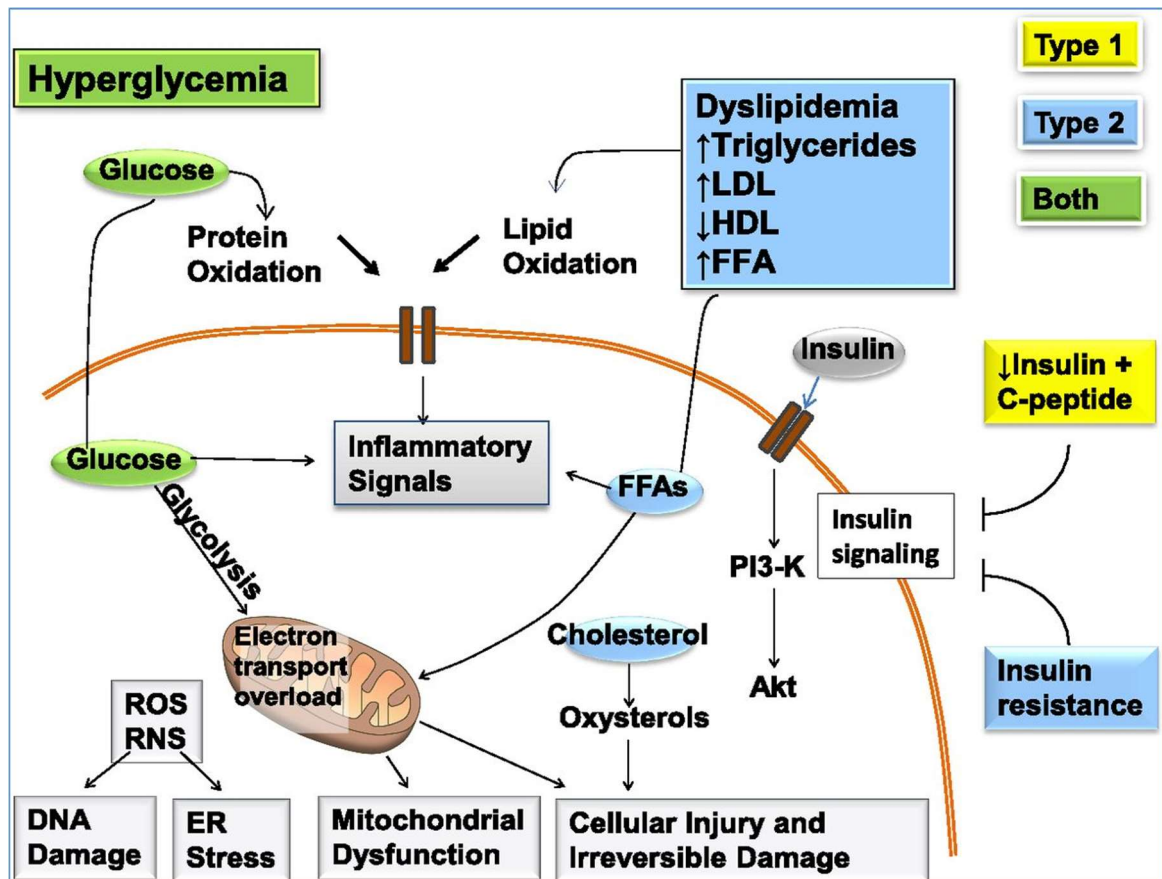 Hyperglycemia
Type 1
Type 2
Both
Glucose
Protein
Oxidation
Lipid
Oxidation
Dyslipidemia
↑Triglycerides
↑LDL
↓HDL
↑FFA
Insulin
↓Insulin +
C-peptide
Glucose
Inflammatory
Signals
FFAs
Glycolysis
Insulin
signaling
PI3-K
Electron
transport
overload
Cholesterol
Akt
Oxysterols
Insulin
resistance
ROS
RNS
DNA
Damage
ER
Stress
Mitochondrial
Dysfunction
Cellular Injury and
Irreversible Damage